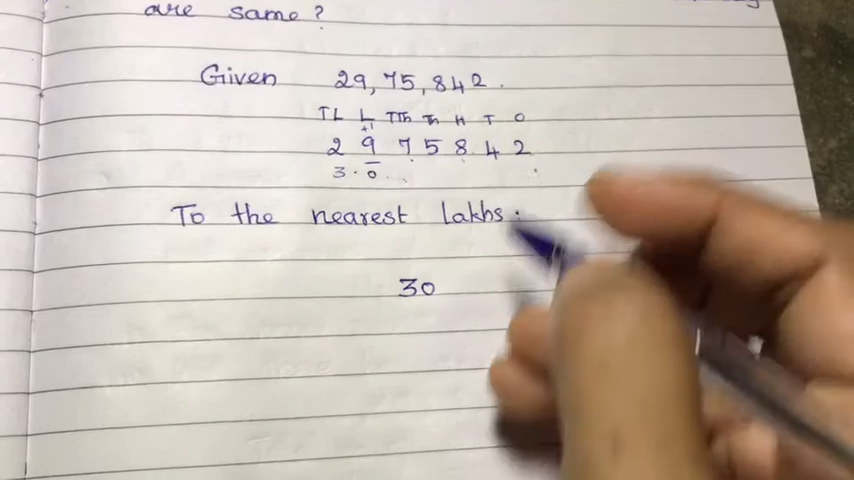 are same?
Given 29,75,842.
TL L TTh Th H T O
+1
2 9 7 5 8 4 2
3 0
To the nearest lakhs:
30